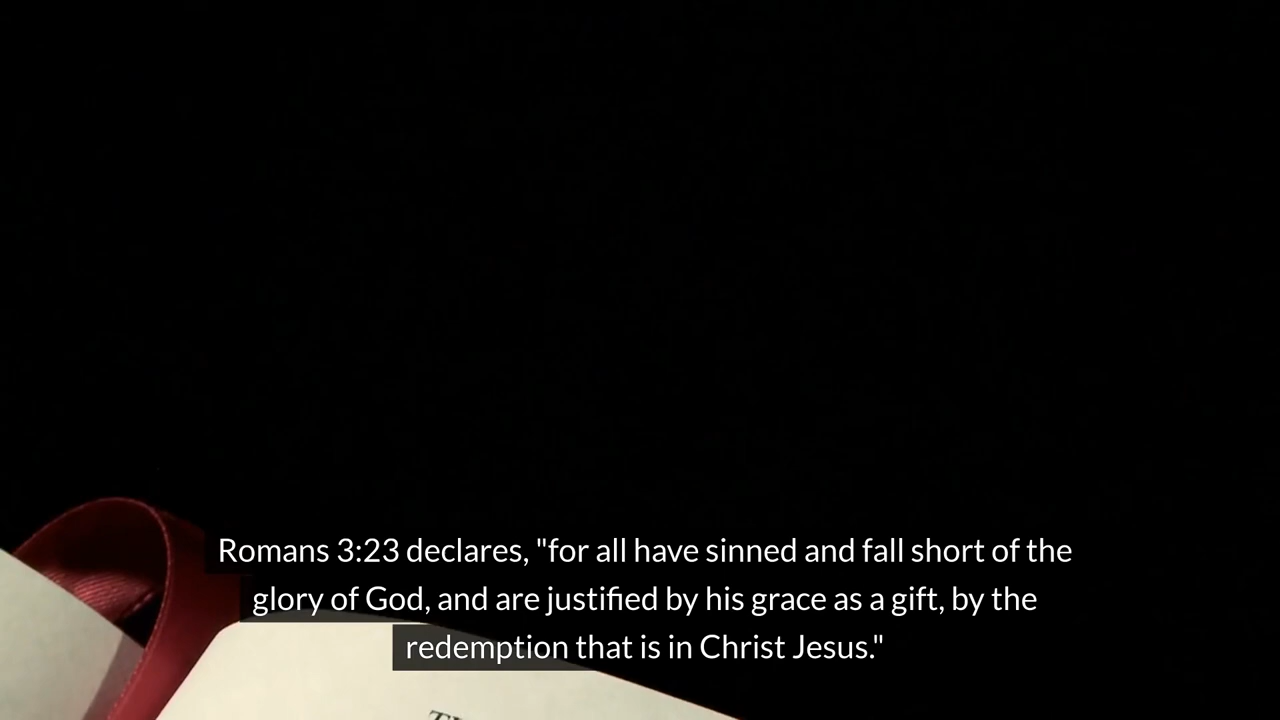 Romans 3:23 declares, "for all have sinned and fall short of the
glory of God, and are justified by his grace as a gift, by the
redemption that is in Christ Jesus."